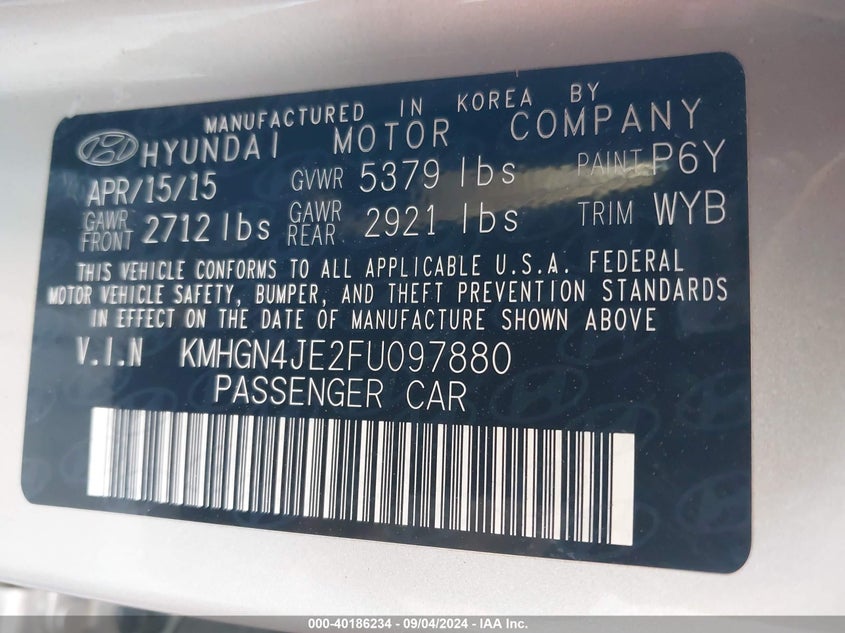 MANUFACTURED IN KOREA BY
HYUNDAI MOTOR COMPANY
APR/15/15 GVWR 5379 lbs PAINT P6Y
GAWR FRONT 2712 lbs GAWR REAR 2921 lbs TRIM WYB
THIS VEHICLE CONFORMS TO ALL APPLICABLE U.S.A. FEDERAL
MOTOR VEHICLE SAFETY, BUMPER, AND THEFT PREVENTION STANDARDS
IN EFFECT ON THE DATE OF MANUFACTURE SHOWN ABOVE
V.I.N KMHGN4JE2FU097880
PASSENGER CAR
000-40186234 - 09/04/2024 - IAA Inc.